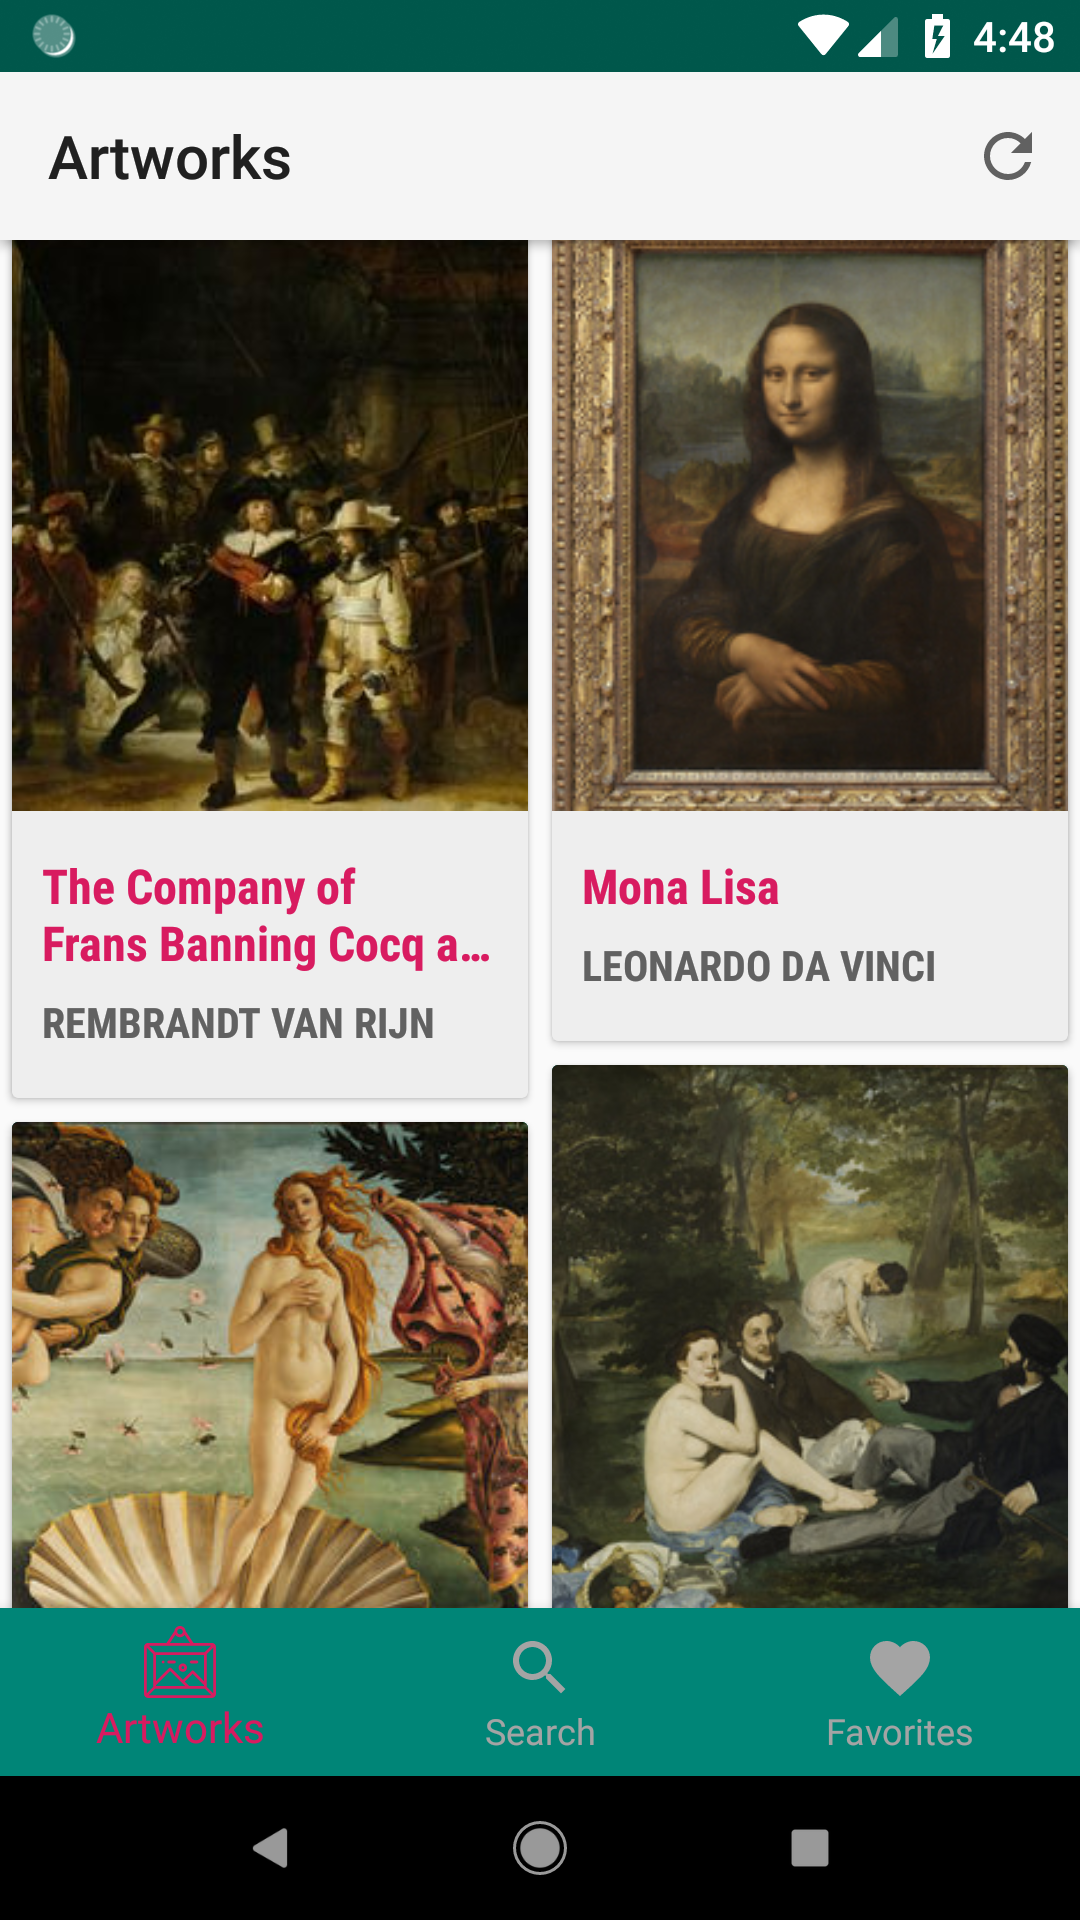 4:48
Artworks
The Company of
Frans Banning Cocq a…
REMBRANDT VAN RIJN
Mona Lisa
LEONARDO DA VINCI
Artworks
Search
Favorites